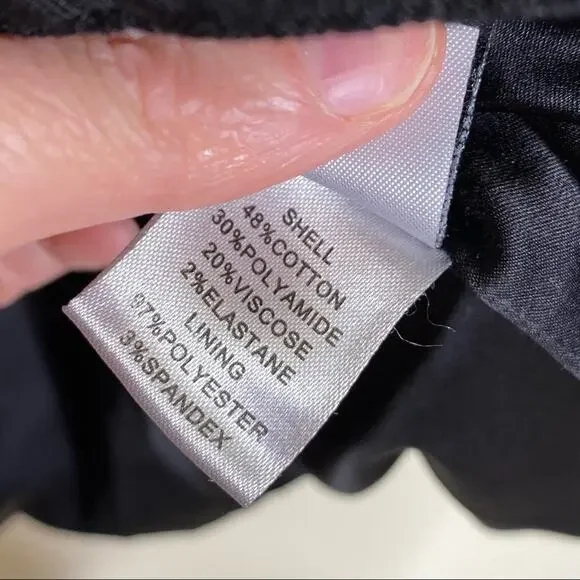 SHELL
48%COTTON
30%POLYAMIDE
20%VISCOSE
2%ELASTANE
LINING
97%POLYESTER
3%SPANDEX